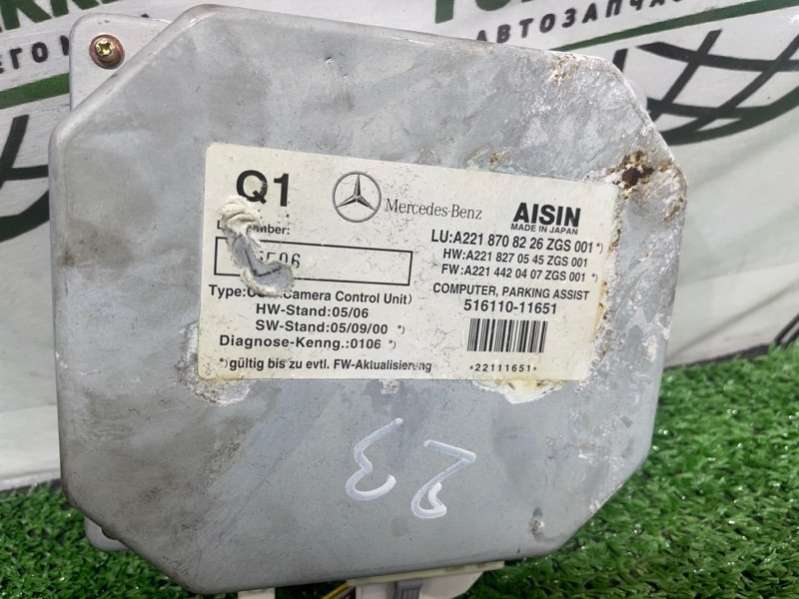 АВТОЗАПЧАС
Q1
Mercedes-Benz
AISIN
MADE IN JAPAN
LU:A221 870 82 26 ZGS 001 *)
HW:A221 827 05 45 ZGS 001
FW:A221 442 04 07 ZGS 001 *)
COMPUTER, PARKING ASSIST
516110-11651
*22111651*
Camera Control Unit)
HW-Stand:05/06
SW-Stand:05/09/00 *)
Diagnose-Kenng.:0106 *)
*)gültig bis zu evtl. FW-Aktualisierung
23